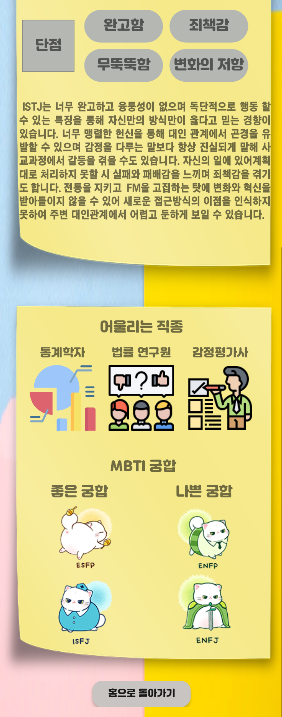 단점
완고함
죄책감
무뚝뚝함
변화의 저항
ISTJ는 너무 완고하고 융통성이 없으며 독단적으로 행동 할
수 있는 특징을 통해 자신만의 방식만이 옳다고 믿는 경향이
있습니다. 너무 맹렬한 헌신을 통해 대인 관계에서 곤경을 유
발할 수 있으며 감정을 다루는 말보다 항상 진실되게 말해 사
교과정에서 갈등을 겪을 수도 있습니다. 자신의 일에 있어계획
대로 처리하지 못할 시 실패와 패배감을 느끼며 죄책감을 겪기
도 합니다. 전통을 지키고 FM을 고집하는 탓에 변화와 혁신을
받아들이지 않을 수 있어 새로운 접근방식의 이점을 인식하지
못하여 주변 대인관계에서 어렵고 둔하게 보일 수 있습니다.
어울리는 직종
통계학자
법률 연구원
감정평가사
?
MBTI 궁합
좋은 궁합
나쁜 궁합
ESFP
ENFP
ISFJ
ENFJ
홈으로 돌아가기